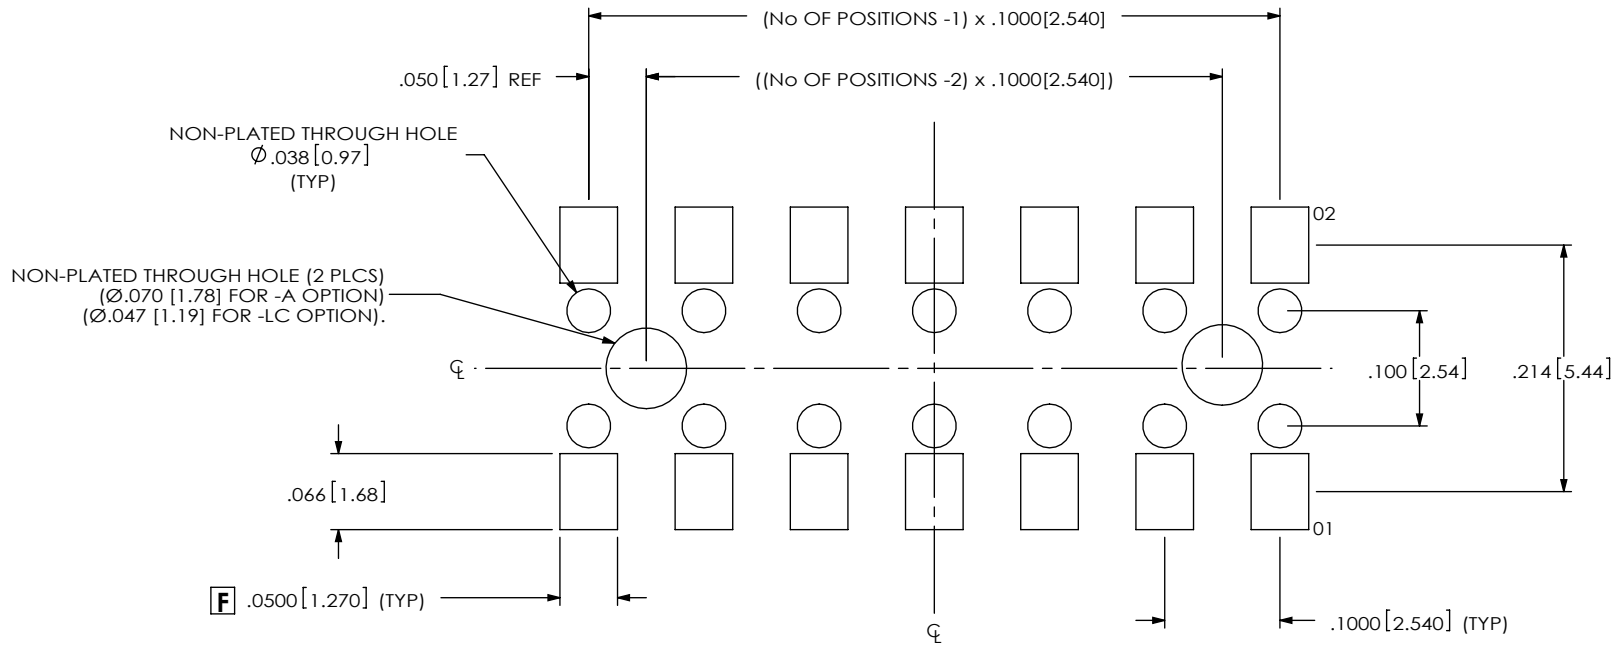 (No OF POSITIONS -1) x .1000[2.540]
.050[1.27] REF
((No OF POSITIONS -2) x .1000[2.540])
NON-PLATED THROUGH HOLE
Ø.038[0.97]
(TYP)
02
NON-PLATED THROUGH HOLE (2 PLCS)
(Ø.070 [1.78] FOR -A OPTION)
(Ø.047 [1.19] FOR -LC OPTION).
℄
.100[2.54]
.214[5.44]
.066[1.68]
01
F .0500[1.270] (TYP)
℄
.1000[2.540] (TYP)